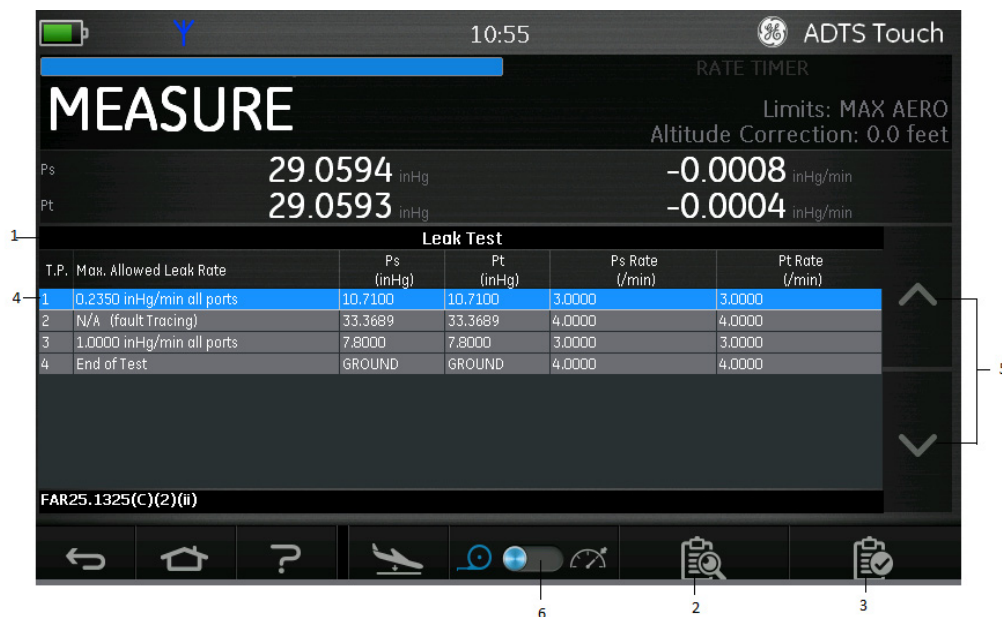 10:55
ADTS Touch
RATE TIMER
MEASURE
Limits: MAX AERO
Altitude Correction: 0.0 feet
Ps 29.0594 inHg -0.0008 inHg/min
Pt 29.0593 inHg -0.0004 inHg/min
1 Leak Test
T.P. Max. Allowed Leak Rate Ps (inHg) Pt (inHg) Ps Rate (/min) Pt Rate (/min)
4 1 0.2350 inHg/min all ports 10.7100 10.7100 3.0000 3.0000
2 N/A (fault Tracing) 33.3689 33.3689 4.0000 4.0000
3 1.0000 inHg/min all ports 7.8000 7.8000 3.0000 3.0000
4 End of Test GROUND GROUND 4.0000 4.0000
5
FAR25.1325(C)(2)(ii)
?
6 2 3